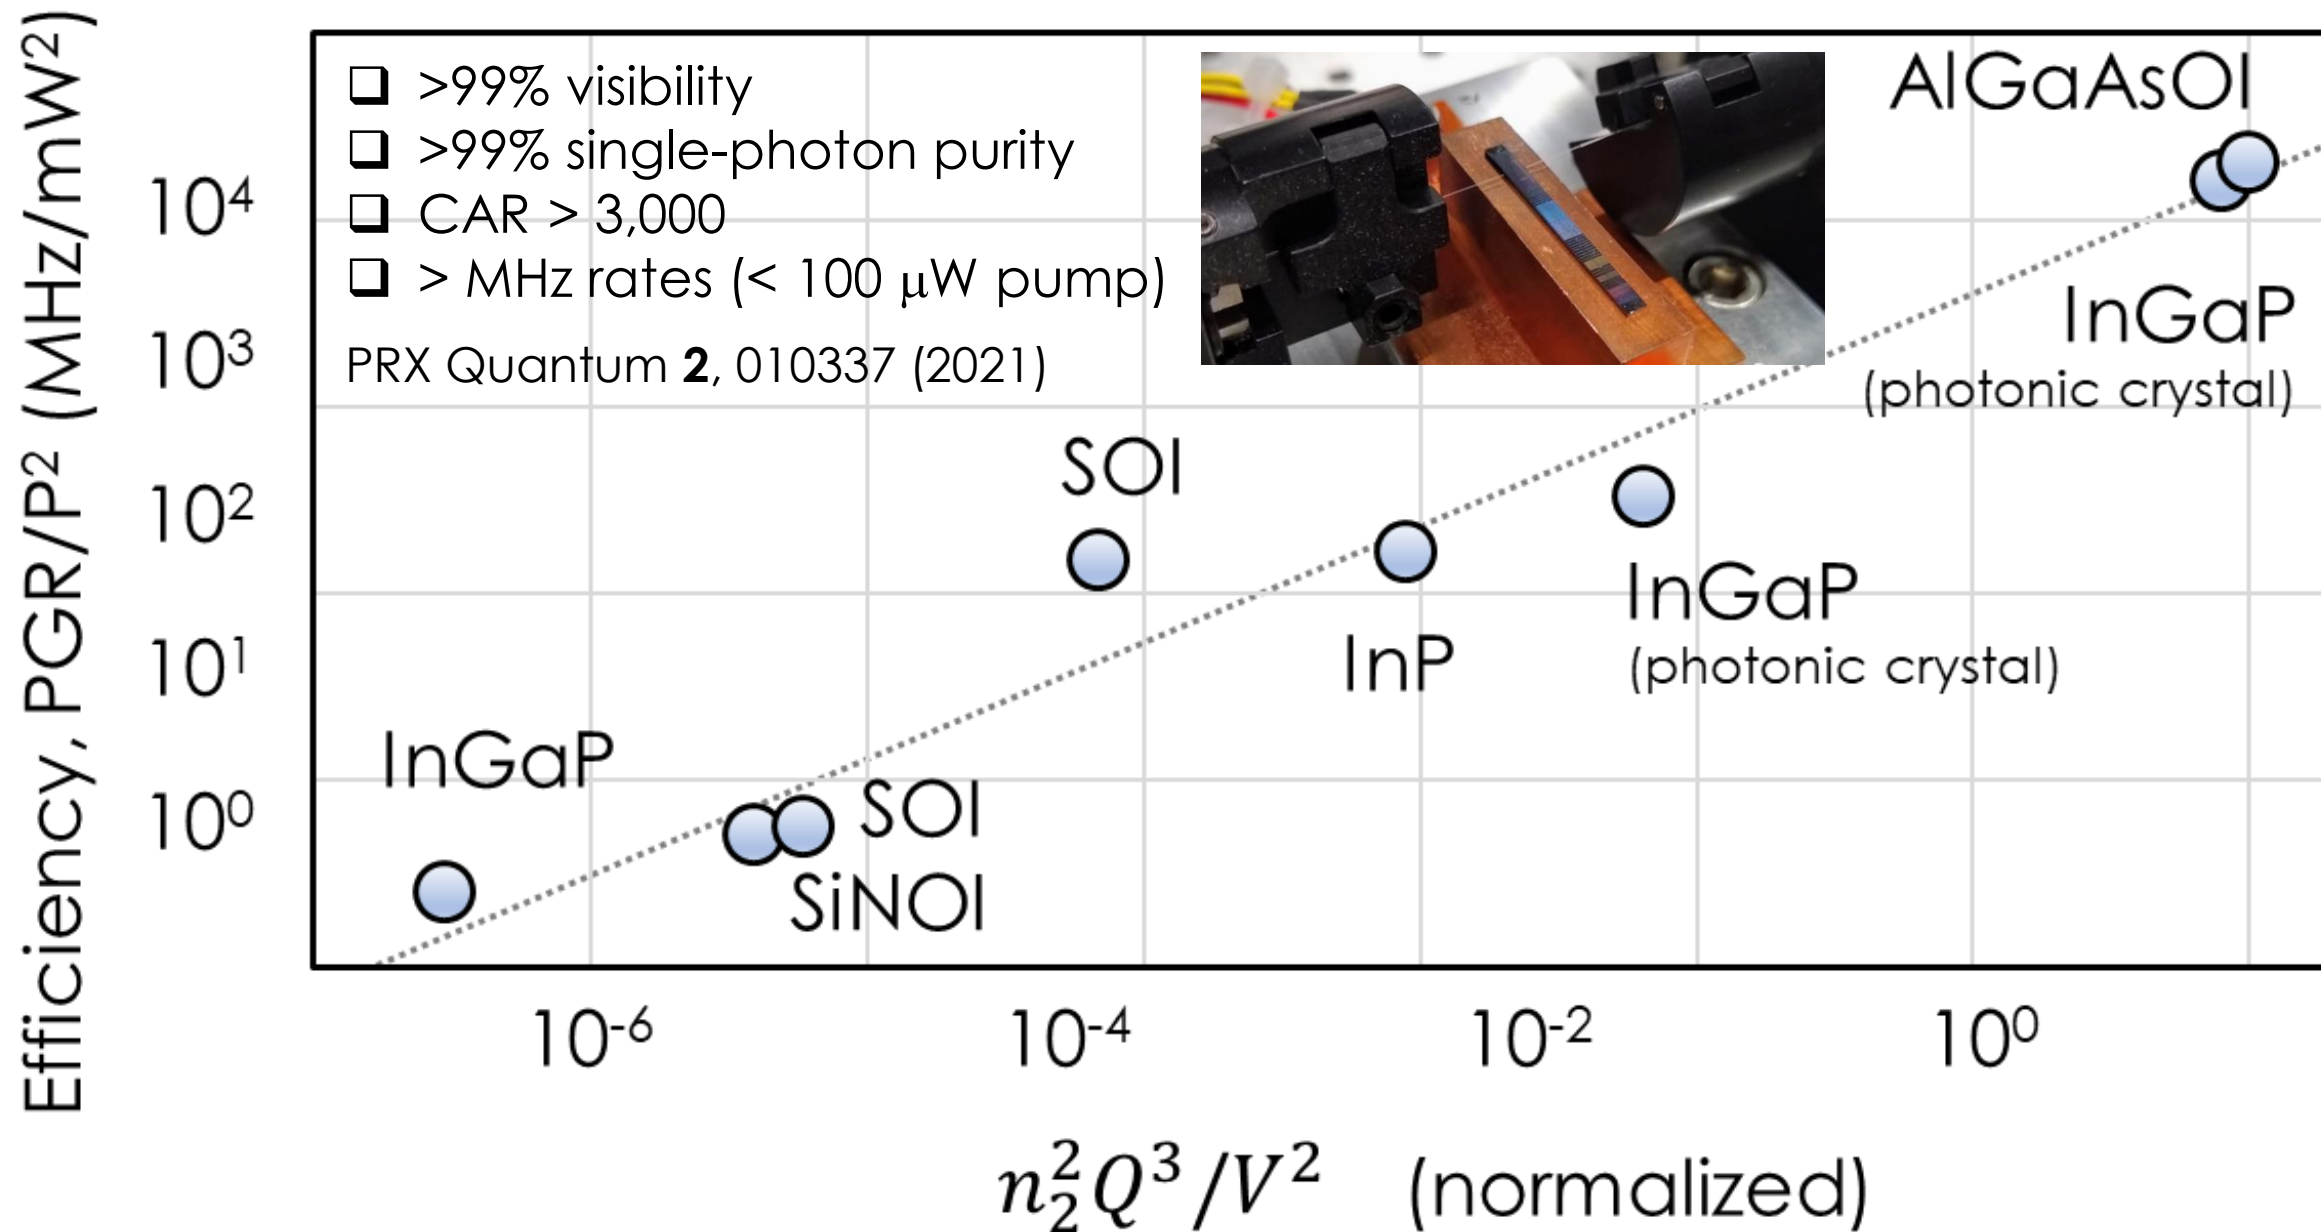 Efficiency, PGR/P² (MHz/mW²)
❑ >99% visibility
❑ >99% single-photon purity
❑ CAR > 3,000
❑ > MHz rates (< 100 μW pump)
PRX Quantum 2, 010337 (2021)
AlGaAsOI
InGaP
(photonic crystal)
SOI
InP
InGaP
(photonic crystal)
InGaP
SOI
SiNOI
10⁴
10³
10²
10¹
10⁰
10⁻⁶ 10⁻⁴ 10⁻² 10⁰
n₂²Q³/V² (normalized)